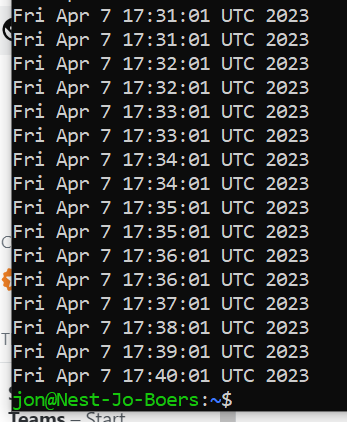 Fri Apr 7 17:31:01 UTC 2023
Fri Apr 7 17:31:01 UTC 2023
Fri Apr 7 17:32:01 UTC 2023
Fri Apr 7 17:32:01 UTC 2023
Fri Apr 7 17:33:01 UTC 2023
Fri Apr 7 17:33:01 UTC 2023
Fri Apr 7 17:34:01 UTC 2023
Fri Apr 7 17:34:01 UTC 2023
Fri Apr 7 17:35:01 UTC 2023
Fri Apr 7 17:35:01 UTC 2023
Fri Apr 7 17:36:01 UTC 2023
Fri Apr 7 17:36:01 UTC 2023
Fri Apr 7 17:37:01 UTC 2023
Fri Apr 7 17:38:01 UTC 2023
Fri Apr 7 17:39:01 UTC 2023
Fri Apr 7 17:40:01 UTC 2023
jon@Nest-Jo-Boers:~$
Teams – Start